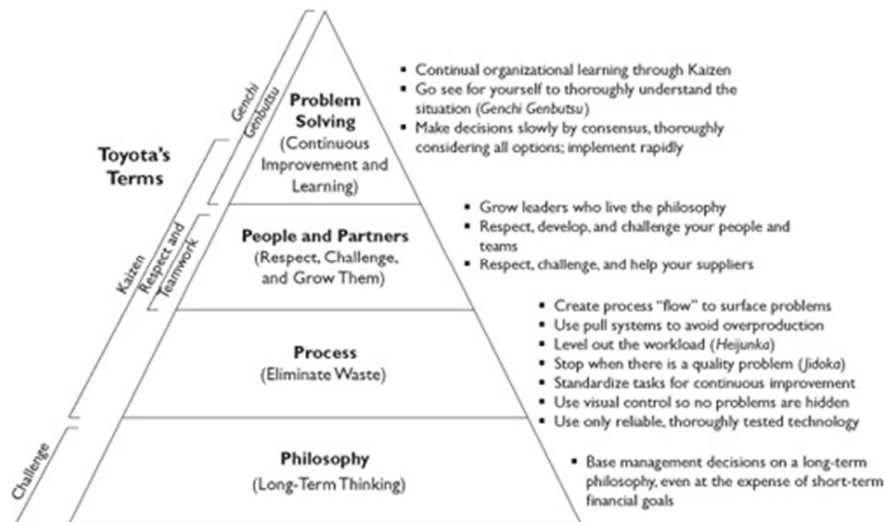 Toyota's
Terms
Genchi
Genbutsu
Kaizen
Respect and
Teamwork
Challenge
Problem
Solving
(Continuous
Improvement and
Learning)
▪ Continual organizational learning through Kaizen
▪ Go see for yourself to thoroughly understand the
situation (Genchi Genbutsu)
▪ Make decisions slowly by consensus, thoroughly
considering all options; implement rapidly
People and Partners
(Respect, Challenge,
and Grow Them)
▪ Grow leaders who live the philosophy
▪ Respect, develop, and challenge your people and
teams
▪ Respect, challenge, and help your suppliers
Process
(Eliminate Waste)
▪ Create process "flow" to surface problems
▪ Use pull systems to avoid overproduction
▪ Level out the workload (Heijunka)
▪ Stop when there is a quality problem (Jidoka)
▪ Standardize tasks for continuous improvement
▪ Use visual control so no problems are hidden
▪ Use only reliable, thoroughly tested technology
Philosophy
(Long-Term Thinking)
▪ Base management decisions on a long-term
philosophy, even at the expense of short-term
financial goals